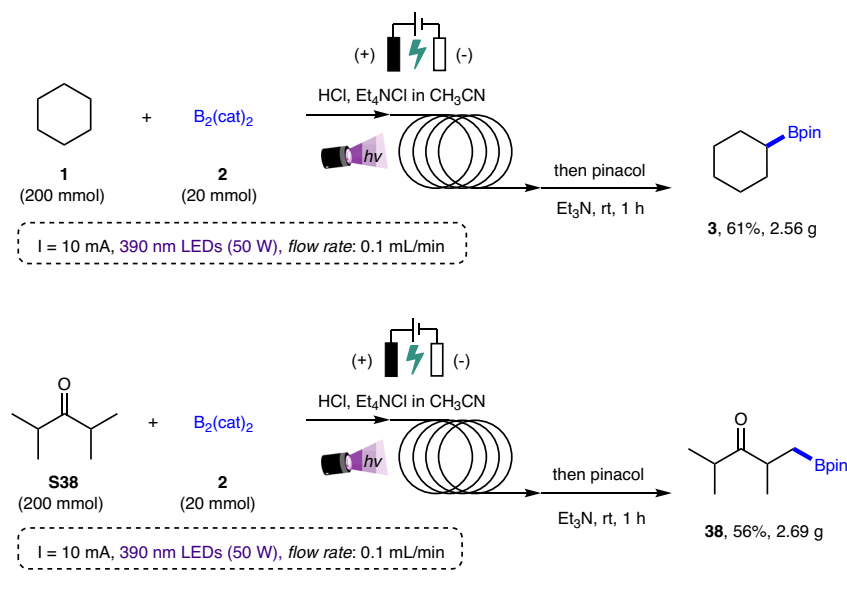 (+) (-)
HCl, Et₄NCl in CH₃CN
+ B₂(cat)₂
hv
Bpin
1 2
then pinacol
(200 mmol) (20 mmol)
Et₃N, rt, 1 h
3, 61%, 2.56 g
I = 10 mA, 390 nm LEDs (50 W), flow rate: 0.1 mL/min
(+) (-)
O
HCl, Et₄NCl in CH₃CN
+ B₂(cat)₂
O
hv
Bpin
S38 2
then pinacol
(200 mmol) (20 mmol)
Et₃N, rt, 1 h
38, 56%, 2.69 g
I = 10 mA, 390 nm LEDs (50 W), flow rate: 0.1 mL/min